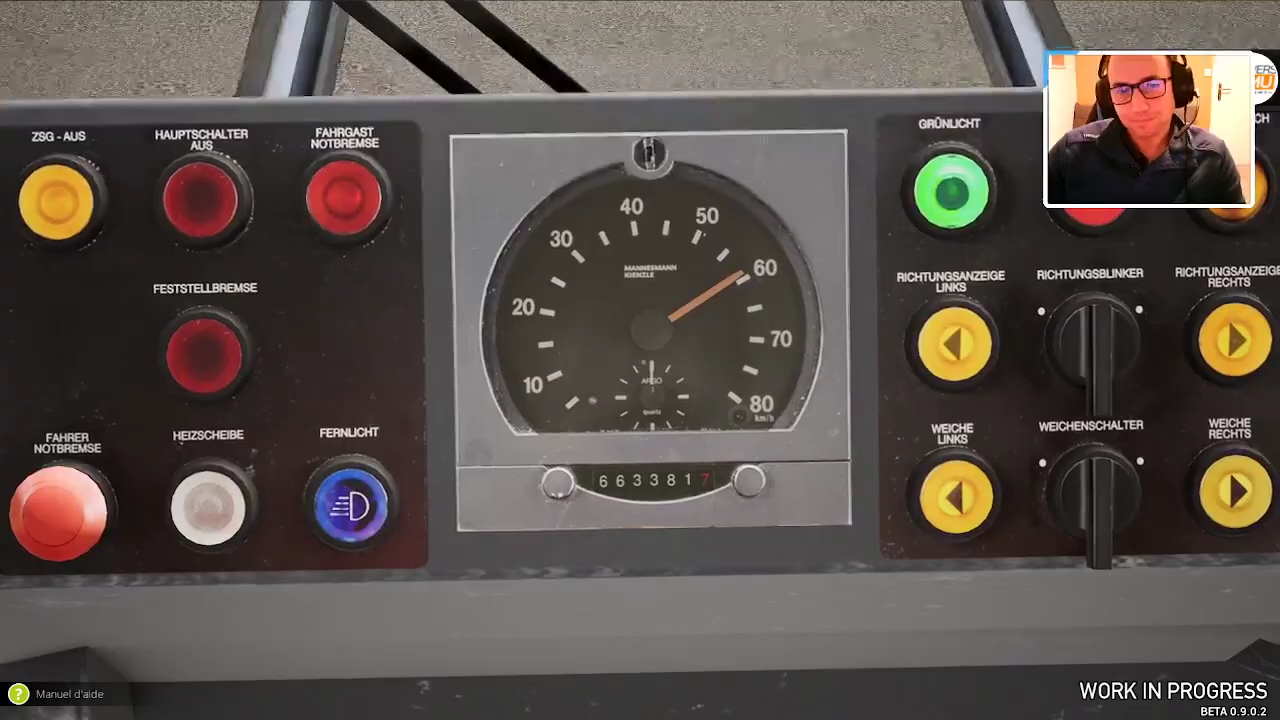 ZSG - AUS
HAUPTSCHALTER
AUS
FAHRGAST
NOTBREMSE
FESTSTELLBREMSE
FAHRER
NOTBREMSE
HEIZSCHEIBE
FERNLICHT
10
20
30
40
50
60
70
80
km/h
MANNESMANN
KIENZLE
ARGO
Quartz
6633817
GRÜNLICHT
RICHTUNGSANZEIGE
LINKS
RICHTUNGSBLINKER
RICHTUNGSANZEIGE
RECHTS
WEICHE
LINKS
WEICHENSCHALTER
WEICHE
RECHTS
? Manuel d'aide
WORK IN PROGRESS
BETA 0.9.0.2